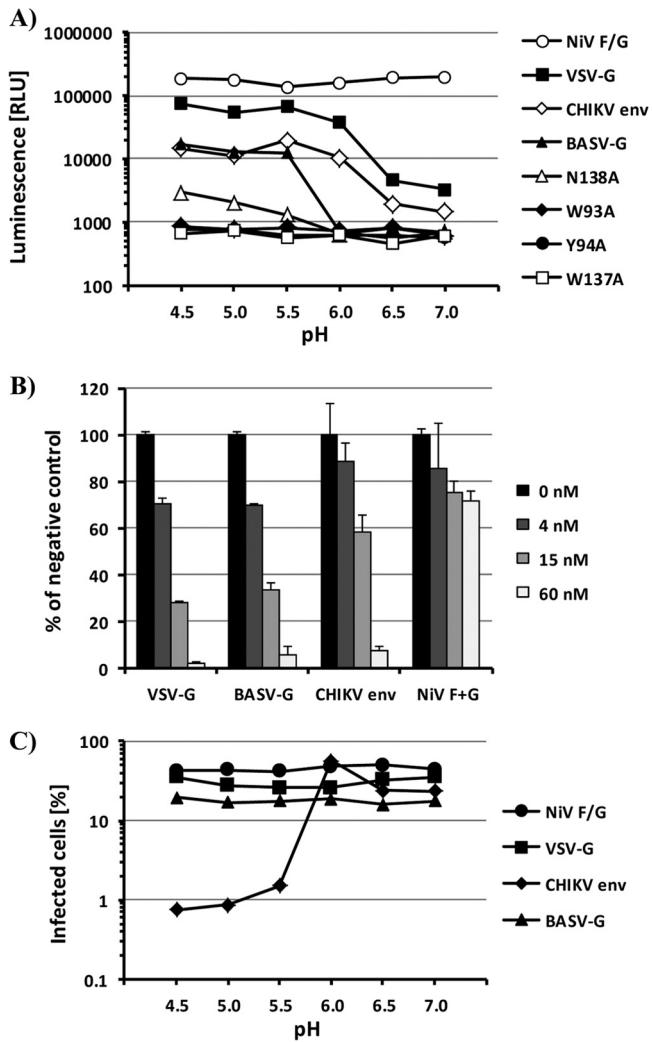 A)
1000000
100000
10000
1000
100
Luminescence [RLU]
4.5 5.0 5.5 6.0 6.5 7.0
pH
NiV F/G
VSV-G
CHIKV env
BASV-G
N138A
W93A
Y94A
W137A
B)
120
100
80
60
40
20
0
% of negative control
VSV-G BASV-G CHIKV env NiV F+G
0 nM
4 nM
15 nM
60 nM
C)
100
10
1
0.1
Infected cells [%]
4.5 5.0 5.5 6.0 6.5 7.0
pH
NiV F/G
VSV-G
CHIKV env
BASV-G